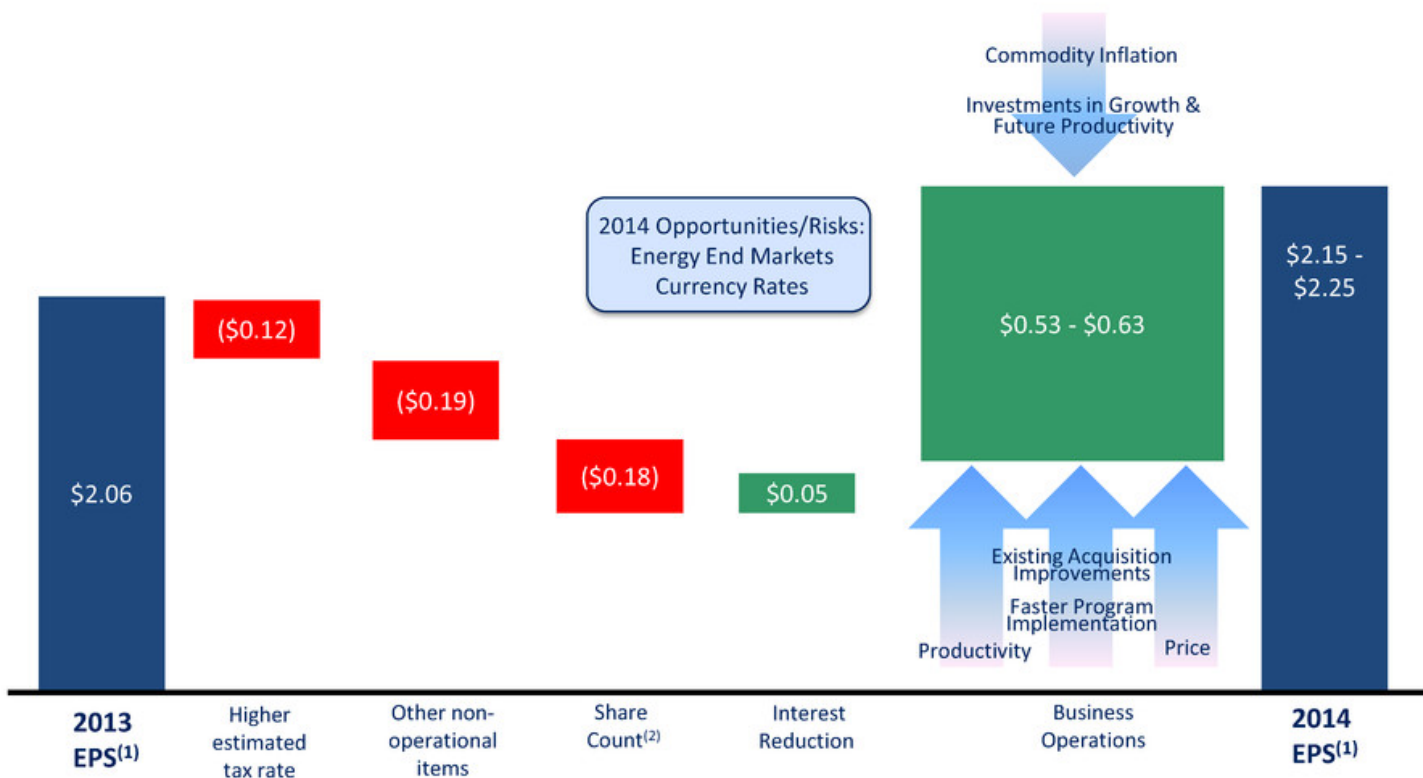 Commodity Inflation
Investments in Growth &
Future Productivity
2014 Opportunities/Risks:
Energy End Markets
Currency Rates
$2.06
($0.12)
($0.19)
($0.18)
$0.05
$0.53 - $0.63
$2.15 -
$2.25
Existing Acquisition
Improvements
Faster Program
Implementation
Productivity
Price
2013
EPS(1)
Higher
estimated
tax rate
Other non-
operational
items
Share
Count(2)
Interest
Reduction
Business
Operations
2014
EPS(1)